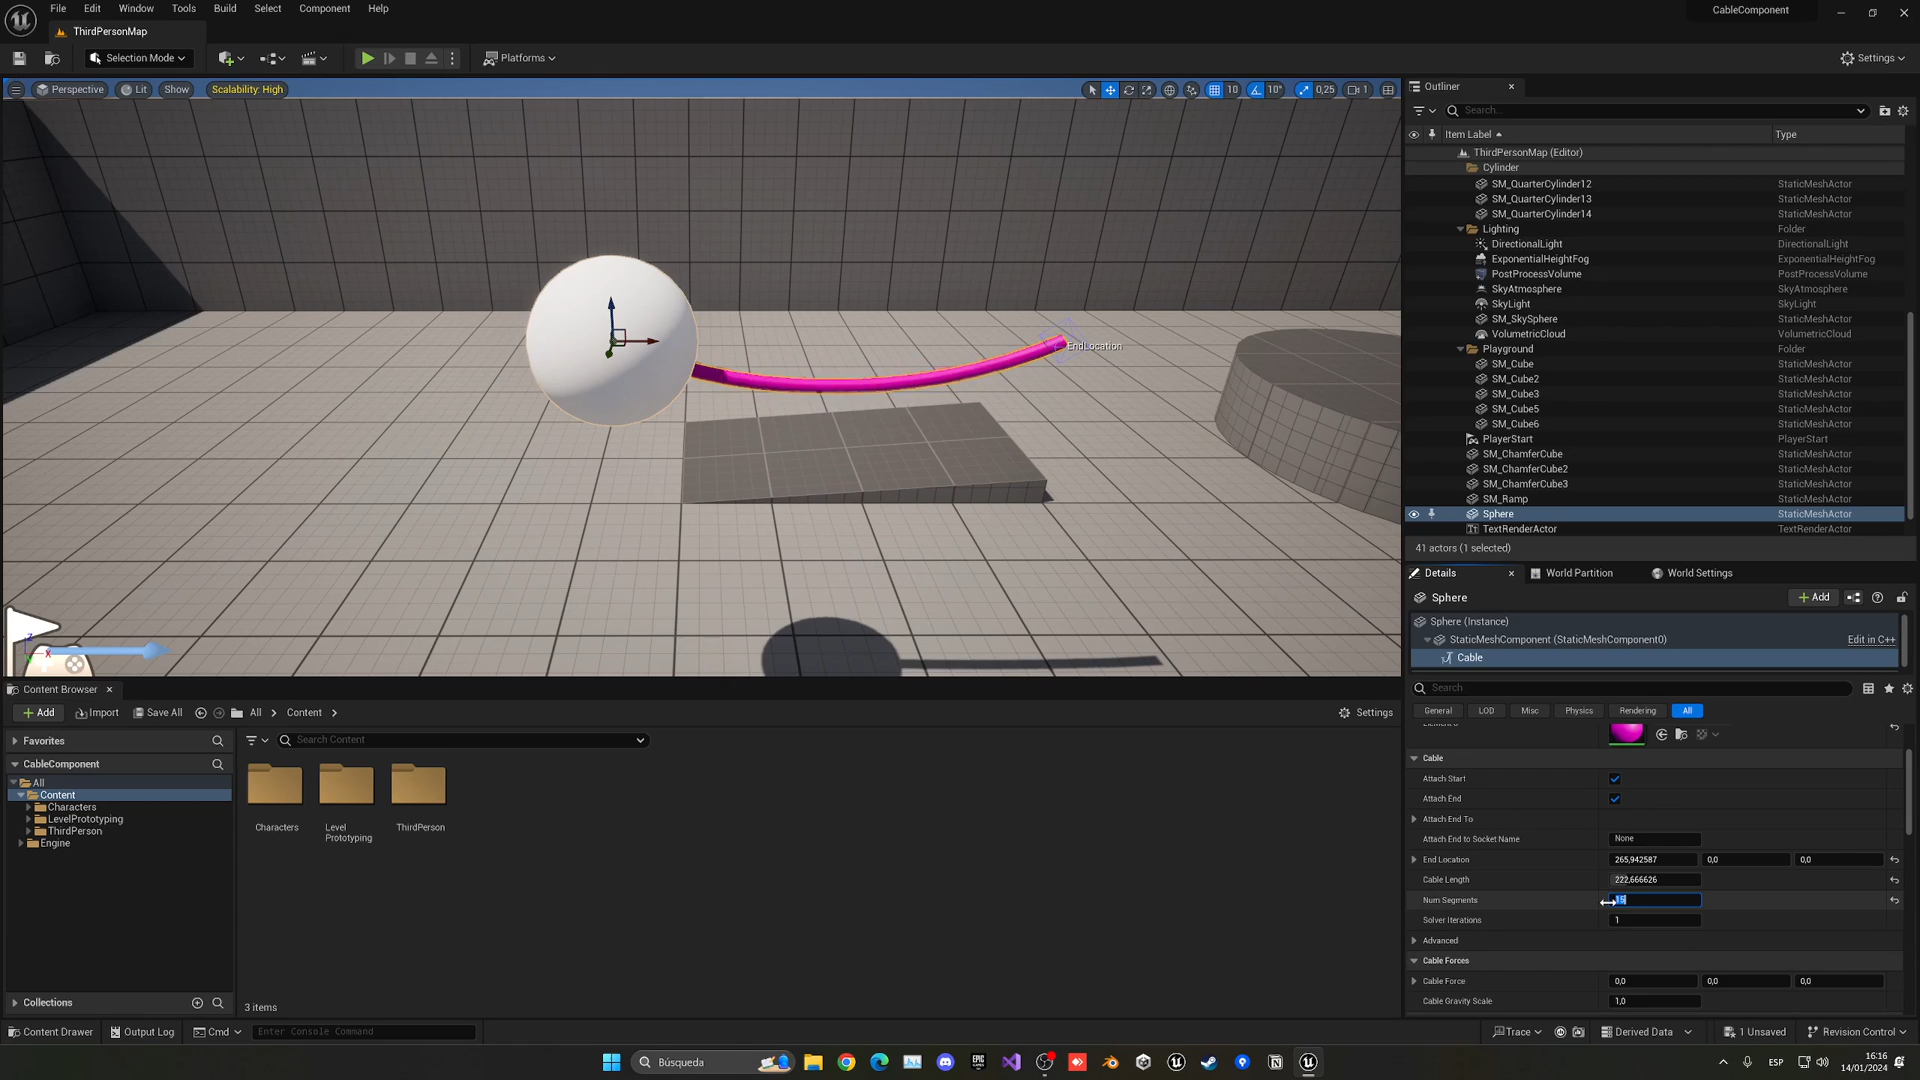 File Edit Window Tools Build Select Component Help
CableComponent
ThirdPersonMap
Selection Mode
Platforms
Settings
Perspective Lit Show Scalability: High
10 10° 0,25 1
EndLocation
Outliner
Search...
Item Label Type
ThirdPersonMap (Editor)
Cylinder
SM_QuarterCylinder12 StaticMeshActor
SM_QuarterCylinder13 StaticMeshActor
SM_QuarterCylinder14 StaticMeshActor
Lighting Folder
DirectionalLight DirectionalLight
ExponentialHeightFog ExponentialHeightFog
PostProcessVolume PostProcessVolume
SkyAtmosphere SkyAtmosphere
SkyLight SkyLight
SM_SkySphere StaticMeshActor
VolumetricCloud VolumetricCloud
Playground Folder
SM_Cube StaticMeshActor
SM_Cube2 StaticMeshActor
SM_Cube3 StaticMeshActor
SM_Cube5 StaticMeshActor
SM_Cube6 StaticMeshActor
PlayerStart PlayerStart
SM_ChamferCube StaticMeshActor
SM_ChamferCube2 StaticMeshActor
SM_ChamferCube3 StaticMeshActor
SM_Ramp StaticMeshActor
Sphere StaticMeshActor
TextRenderActor TextRenderActor
41 actors (1 selected)
Details World Partition World Settings
Sphere
Add
Sphere (Instance)
StaticMeshComponent (StaticMeshComponent0) Edit in C++
Cable
Search
General LOD Misc Physics Rendering All
Cable
Attach Start
Attach End
Attach End To
Attach End to Socket Name None
End Location 265,942587 0,0 0,0
Cable Length 222,666626
Num Segments 15
Solver Iterations 1
Advanced
Cable Forces
Cable Force 0,0 0,0 0,0
Cable Gravity Scale 1,0
Content Browser
Add Import Save All All Content Settings
Favorites
Search Content
CableComponent
All
Content
Characters
LevelPrototyping
ThirdPerson
Engine
Characters
Level Prototyping
ThirdPerson
Collections
3 items
Content Drawer Output Log Cmd Enter Console Command
Trace Derived Data 1 Unsaved Revision Control
Búsqueda
ESP
16:16
14/01/2024